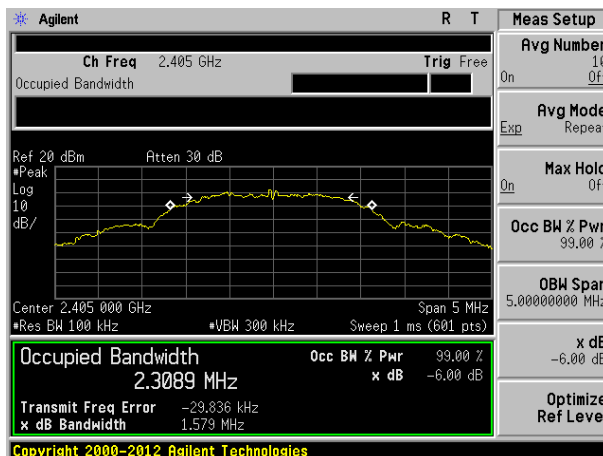 Agilent R T Meas Setup
Ch Freq 2.405 GHz Trig Free
Occupied Bandwidth
Avg Number
10
On Off
Avg Mode
Exp Repeat
Ref 20 dBm Atten 30 dB
#Peak
Log
10
dB/
Max Hold
On Off
Occ BW % Pwr
99.00 %
Center 2.405 000 GHz Span 5 MHz
#Res BW 100 kHz #VBW 300 kHz Sweep 1 ms (601 pts)
OBW Span
5.00000000 MHz
Occupied Bandwidth
2.3089 MHz
Occ BW % Pwr 99.00 %
x dB -6.00 dB
Transmit Freq Error -29.836 kHz
x dB Bandwidth 1.579 MHz
x dB
-6.00 dB
Optimize
Ref Level
Copyright 2000-2012 Agilent Technologies